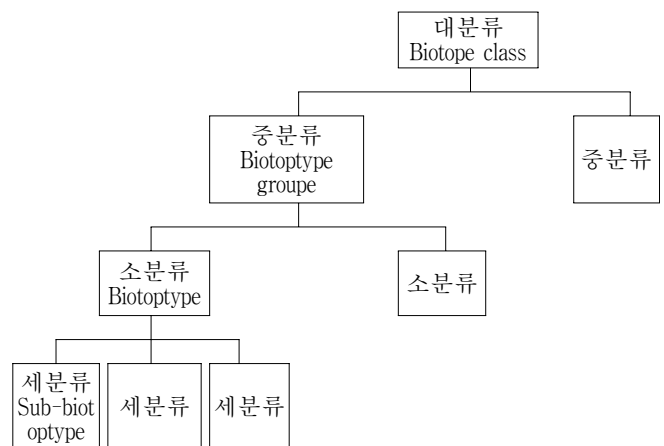 대분류
Biotope class
중분류
Biotoptype
groupe
중분류
소분류
Biotoptype
소분류
세분류
Sub-biot
optype
세분류
세분류